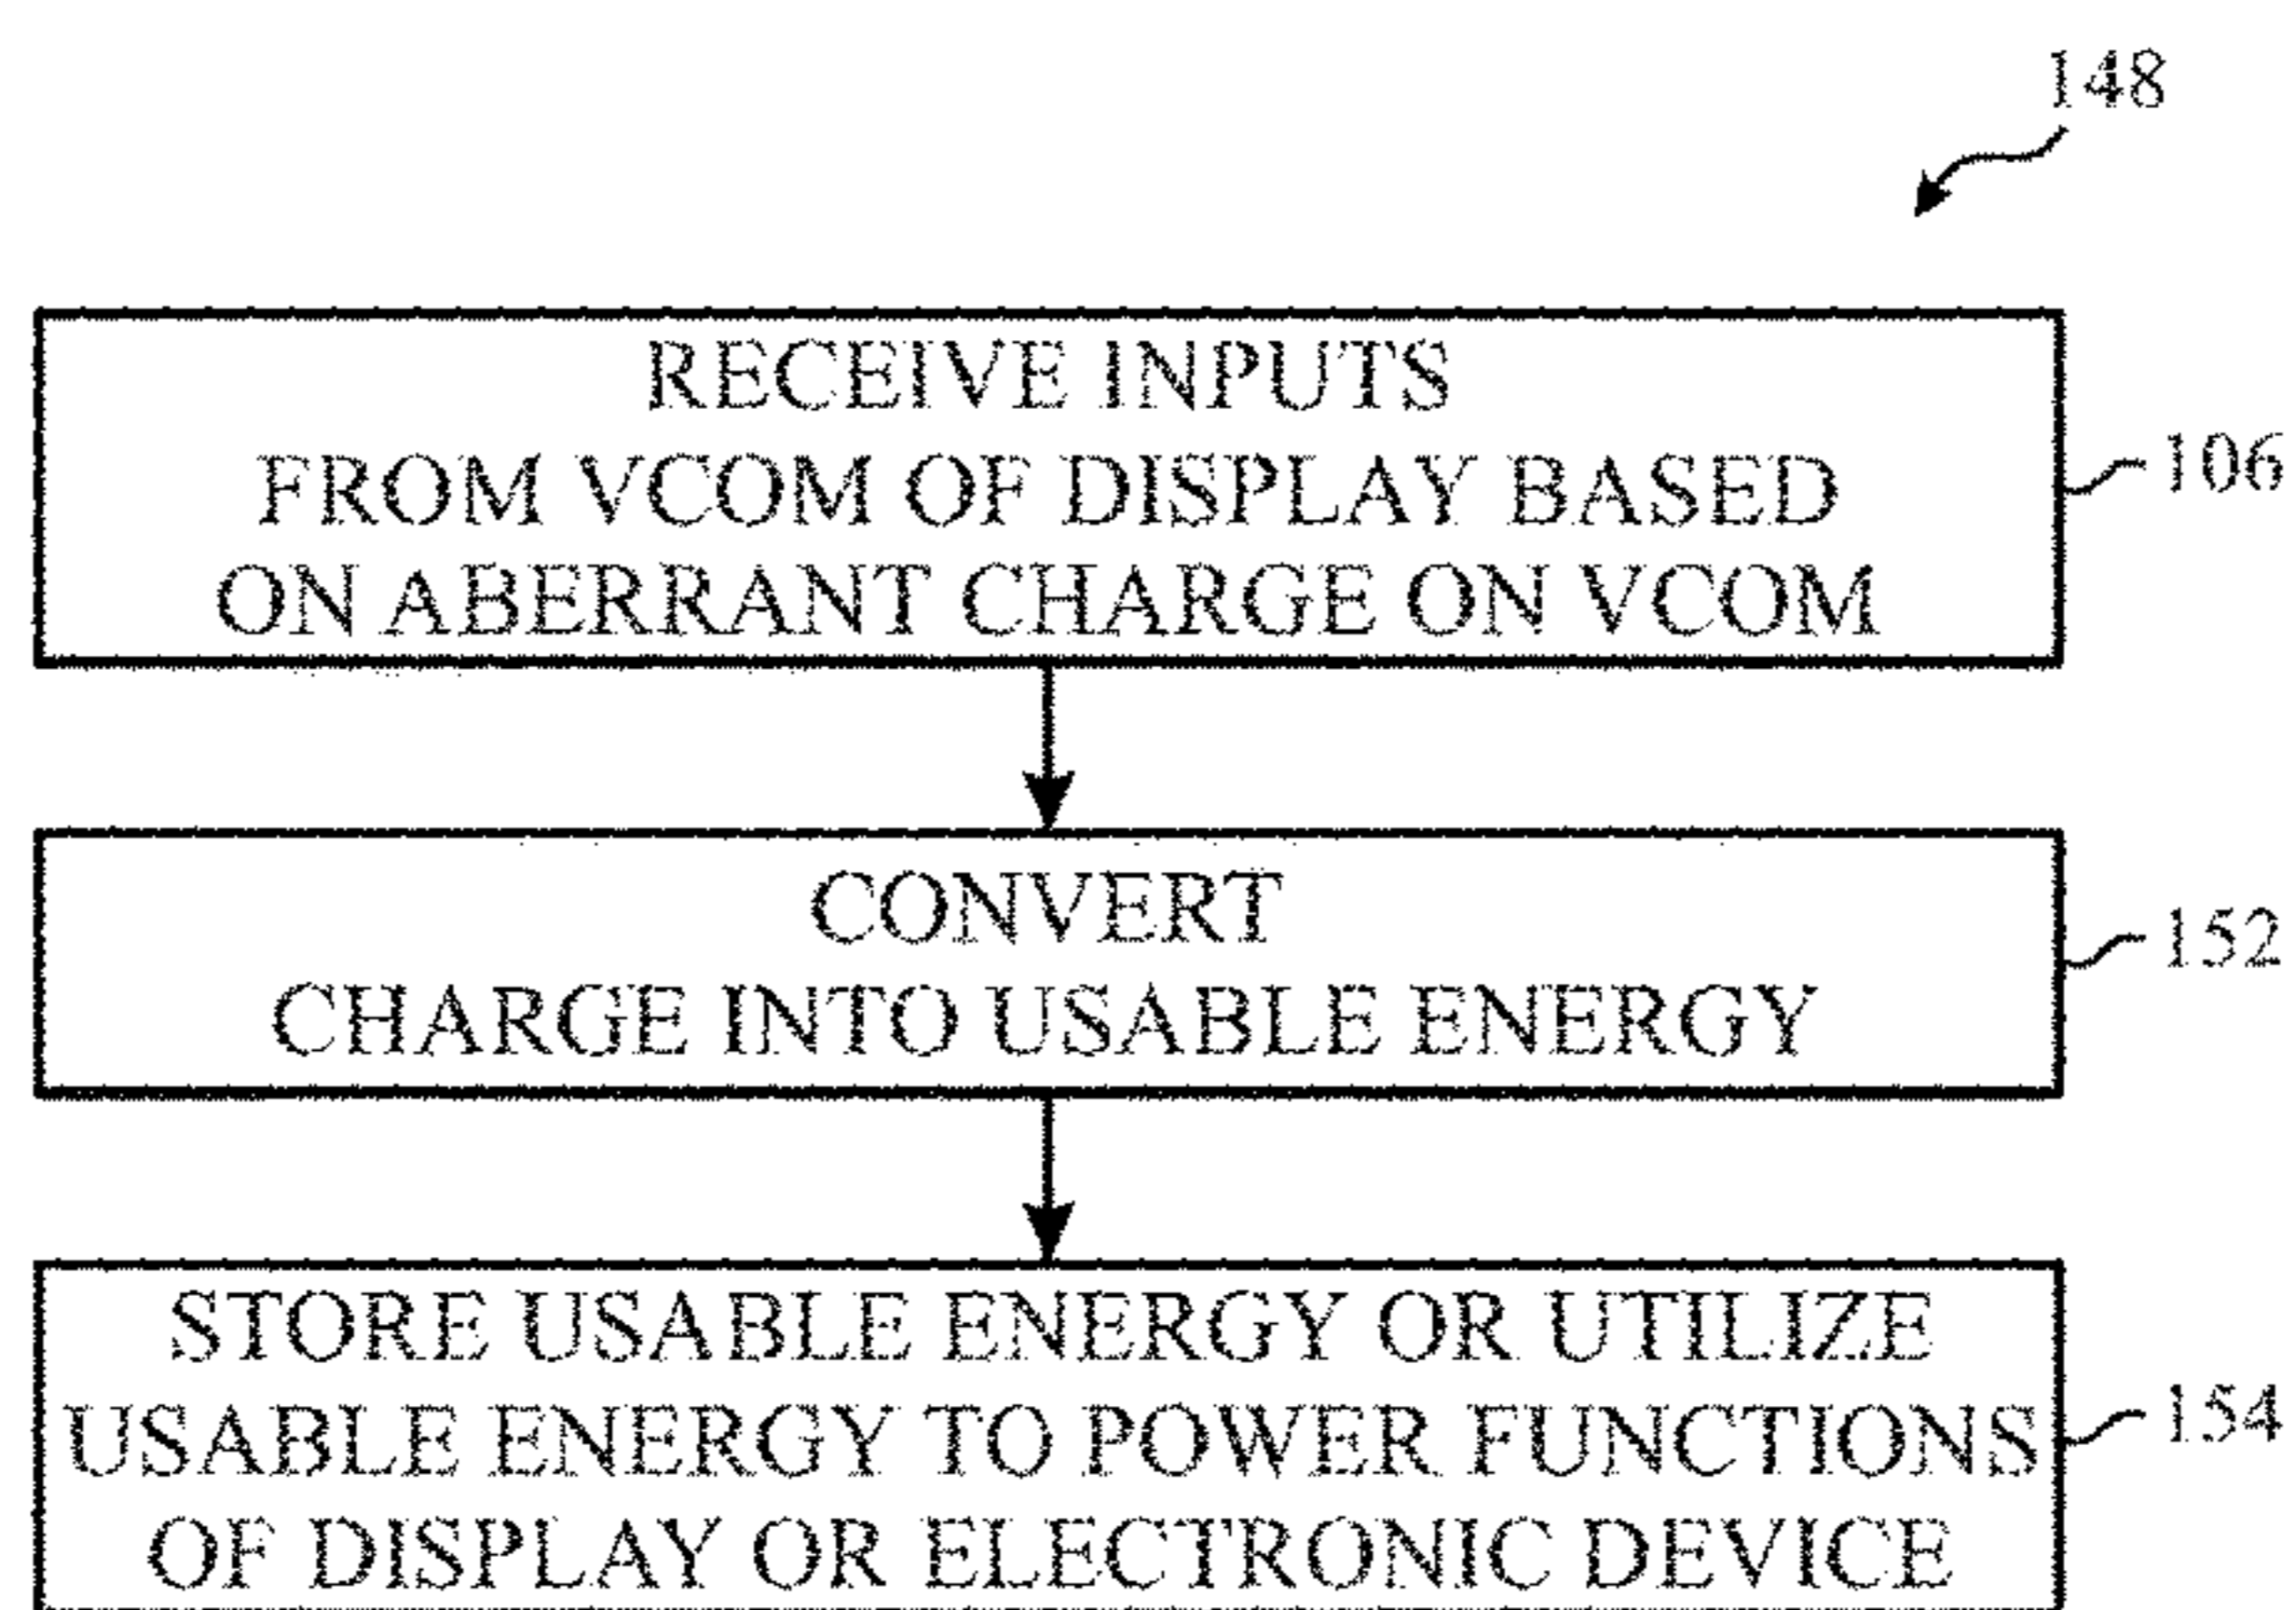 148
RECEIVE INPUTS
FROM VCOM OF DISPLAY BASED
ON ABERRANT CHARGE ON VCOM
106
CONVERT
CHARGE INTO USABLE ENERGY
152
STORE USABLE ENERGY OR UTILIZE
USABLE ENERGY TO POWER FUNCTIONS
OF DISPLAY OR ELECTRONIC DEVICE
154